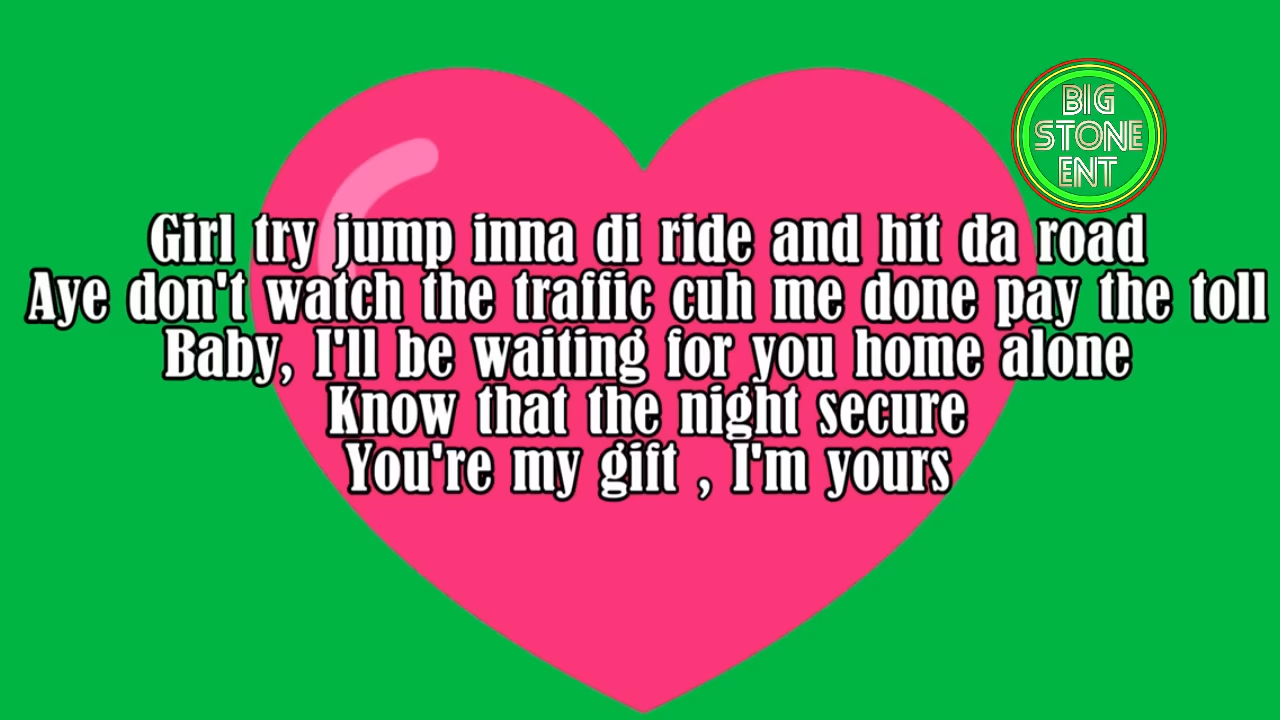 BIG
STONE
ENT
Girl try jump inna di ride and hit da road
Aye don't watch the traffic cuh me done pay the toll
Baby, I'll be waiting for you home alone
Know that the night secure
You're my gift , I'm yours